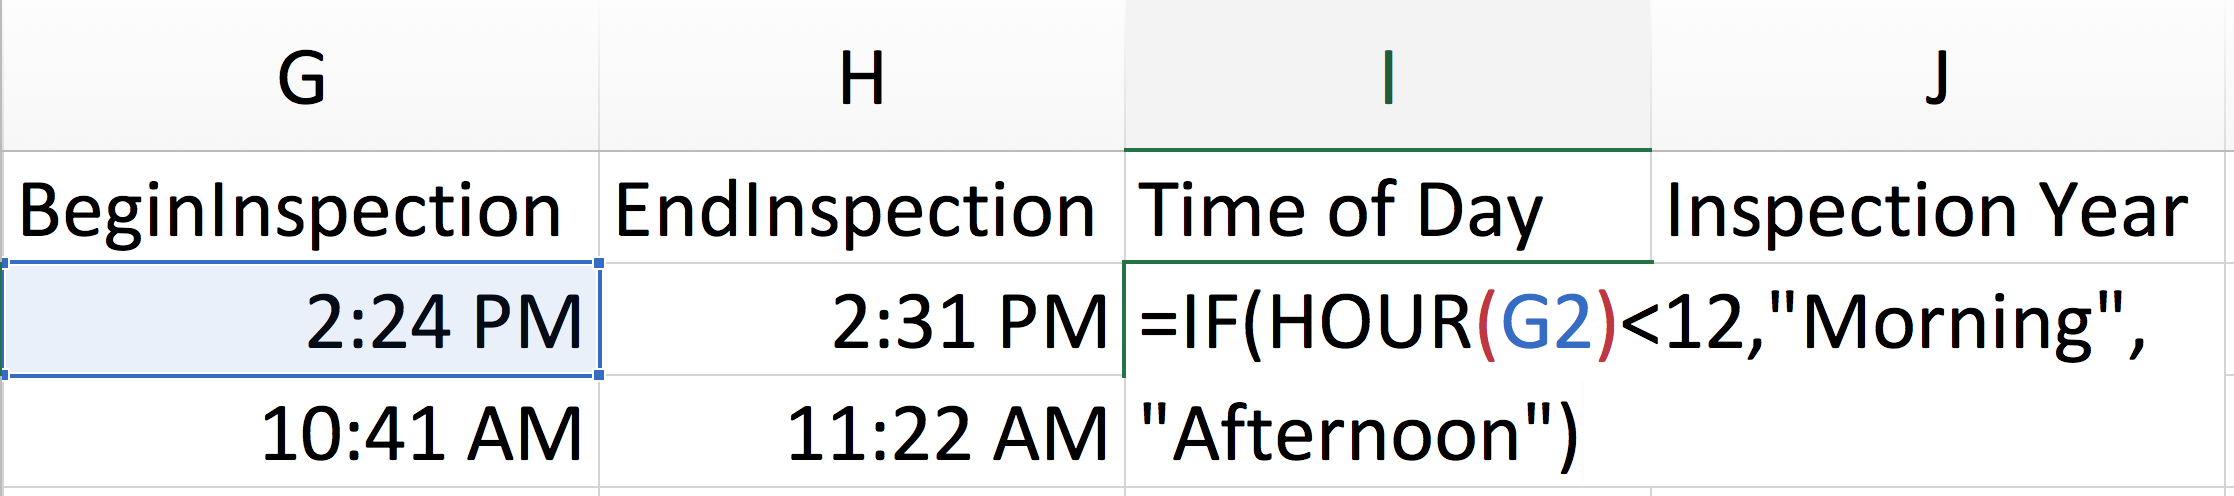 G H I J
BeginInspection EndInspection Time of Day Inspection Year
2:24 PM 2:31 PM =IF(HOUR(G2)<12,"Morning",
10:41 AM 11:22 AM "Afternoon")